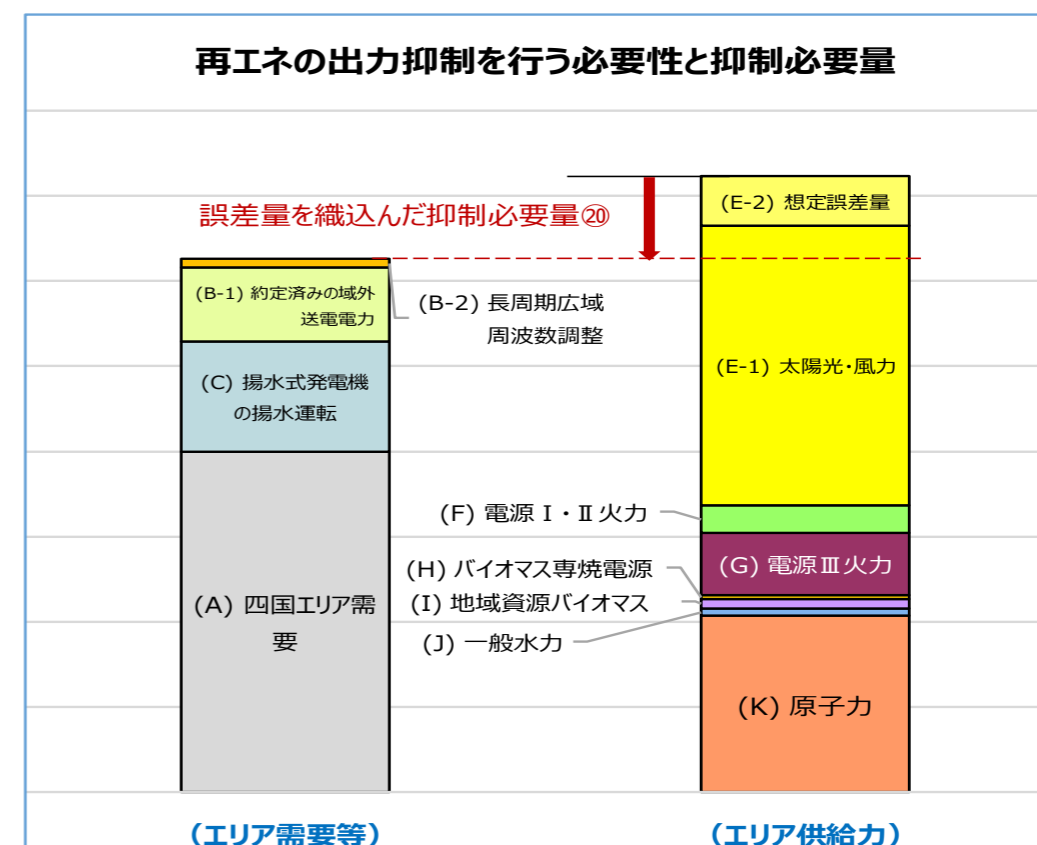 再エネの出力抑制を行う必要性と抑制必要量
誤差量を織込んだ抑制必要量⑳
(B-1) 約定済みの域外
送電電力
(B-2) 長周期広域
周波数調整
(C) 揚水式発電機
の揚水運転
(A) 四国エリア需
要
(E-2) 想定誤差量
(E-1) 太陽光・風力
(F) 電源Ⅰ・Ⅱ火力
(G) 電源Ⅲ火力
(H) バイオマス専焼電源
(I) 地域資源バイオマス
(J) 一般水力
(K) 原子力
(エリア需要等)
(エリア供給力)